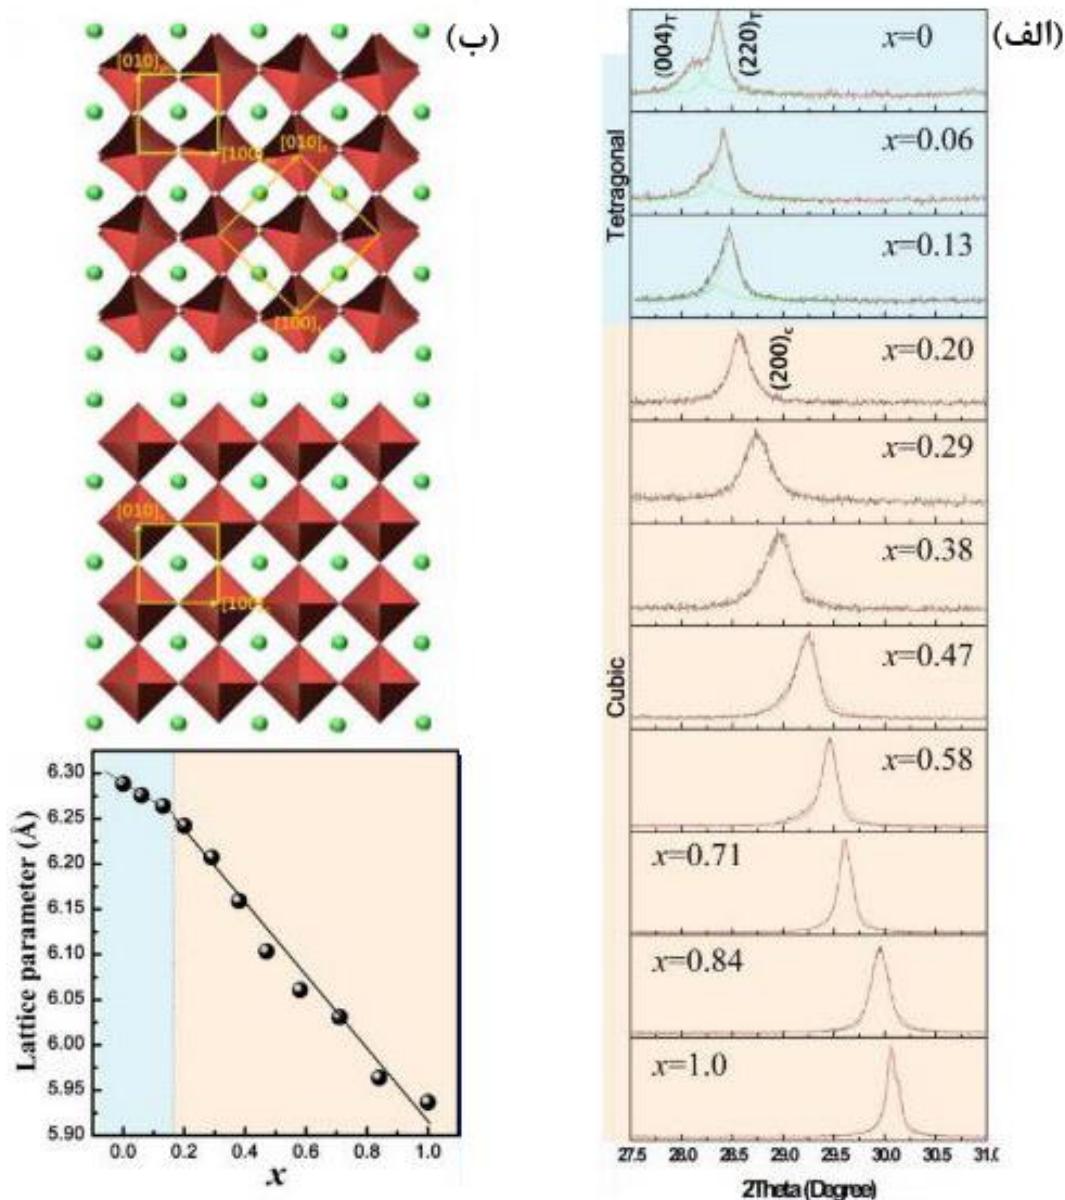 (الف)
(ب)
(004)T
(220)T
x=0
x=0.06
x=0.13
x=0.20
(200)c
x=0.29
x=0.38
x=0.47
x=0.58
x=0.71
x=0.84
x=1.0
Tetragonal
Cubic
27.5 28.0 28.5 29.0 29.5 30.0 30.5 31.0
2Theta (Degree)
[010]c
[100]
[010]t
[100]t
[010]c
[100]c
Lattice parameter (Å)
6.30
6.25
6.20
6.15
6.10
6.05
6.00
5.95
5.90
0.0 0.2 0.4 0.6 0.8 1.0
x